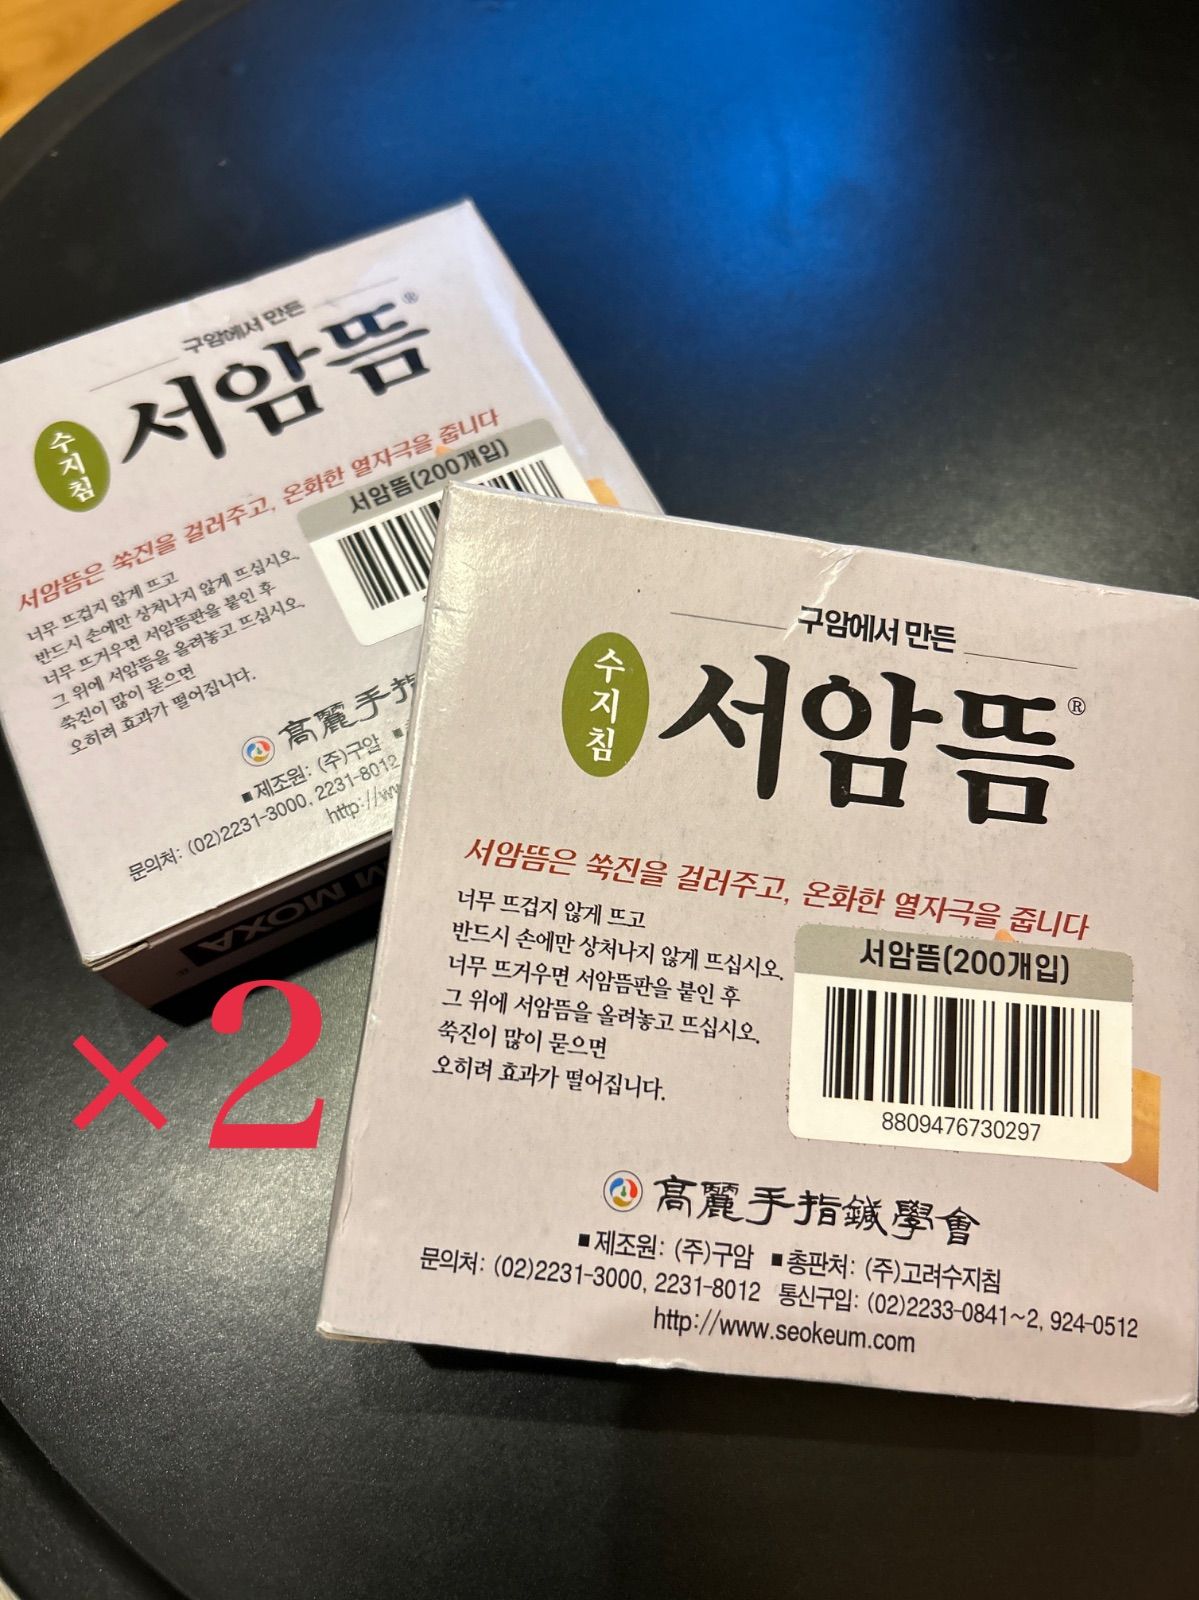 구암에서 만든
서암뜸®
수지침
서암뜸은 쑥진을 걸러주고, 온화한 열자극을 줍니다
너무 뜨겁지 않게 뜨고
반드시 손에만 상처나지 않게 뜨십시오.
너무 뜨거우면 서암뜸판을 붙인 후
그 위에 서암뜸을 올려놓고 뜨십시오.
쑥진이 많이 묻으면
오히려 효과가 떨어집니다.
서암뜸(200개입)
高麗手指
■제조원: (주)구암 ■
문의처: (02)2231-3000, 2231-8012
http://ww
M MOXA
®
×2
구암에서 만든
수지침
서암뜸®
서암뜸은 쑥진을 걸러주고, 온화한 열자극을 줍니다
너무 뜨겁지 않게 뜨고
반드시 손에만 상처나지 않게 뜨십시오.
너무 뜨거우면 서암뜸판을 붙인 후
그 위에 서암뜸을 올려놓고 뜨십시오.
쑥진이 많이 묻으면
오히려 효과가 떨어집니다.
서암뜸(200개입)
8809476730297
高麗手指鍼學會
■제조원: (주)구암 ■총판처: (주)고려수지침
문의처: (02)2231-3000, 2231-8012 통신구입: (02)2233-0841~2, 924-0512
http://www.seokeum.com